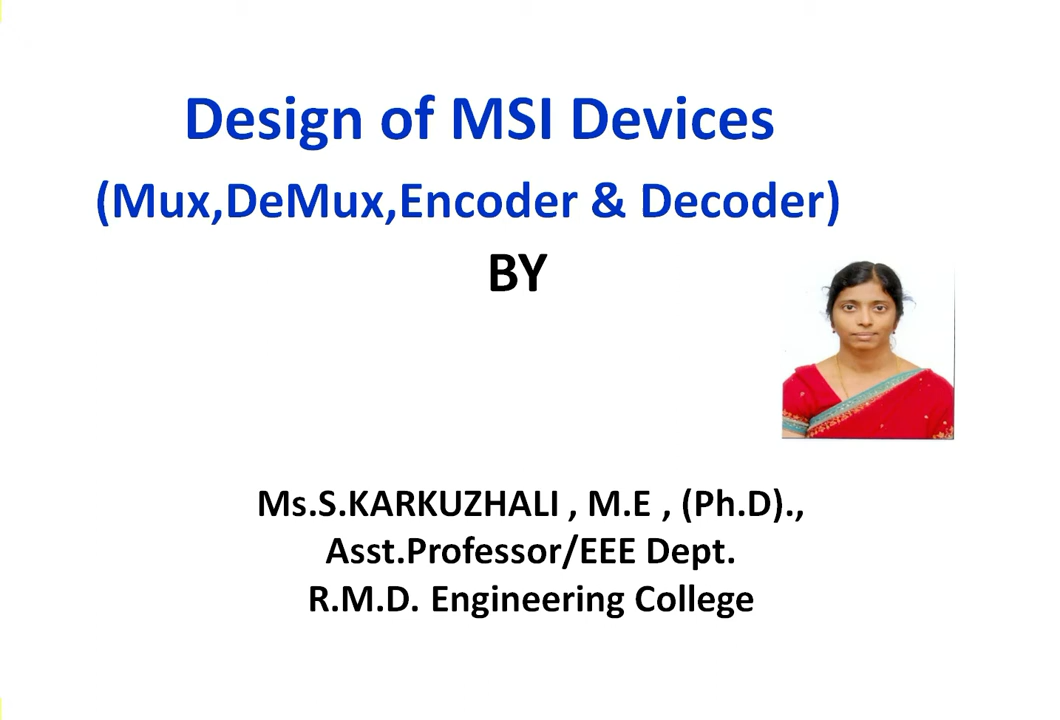 Design of MSI Devices
(Mux,DeMux,Encoder & Decoder)
BY
Ms.S.KARKUZHALI , M.E , (Ph.D).,
Asst.Professor/EEE Dept.
R.M.D. Engineering College